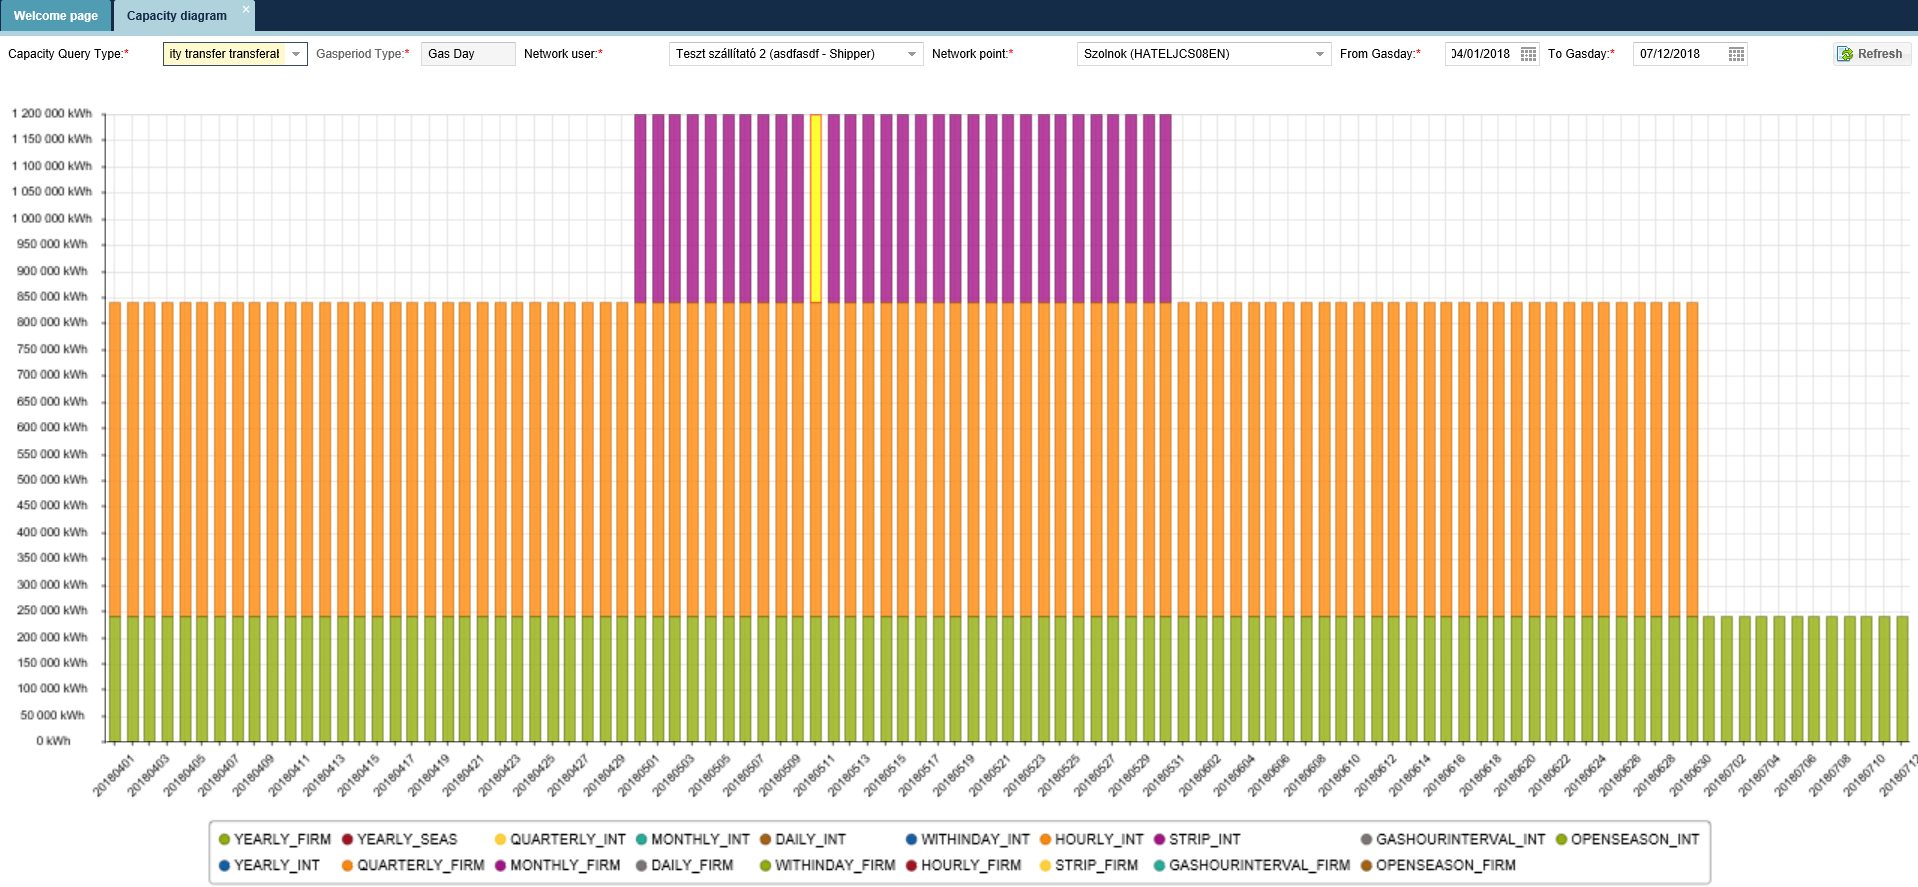 Welcome page
Capacity diagram
Capacity Query Type:* ity transfer transferal Gasperiod Type:* Gas Day Network user:* Teszt szállítató 2 (asdfasdf - Shipper) Network point:* Szolnok (HATELJCS08EN) From Gasday:* 04/01/2018 To Gasday:* 07/12/2018 Refresh
1 200 000 kWh
1 150 000 kWh
1 100 000 kWh
1 050 000 kWh
1 000 000 kWh
950 000 kWh
900 000 kWh
850 000 kWh
800 000 kWh
750 000 kWh
700 000 kWh
650 000 kWh
600 000 kWh
550 000 kWh
500 000 kWh
450 000 kWh
400 000 kWh
350 000 kWh
300 000 kWh
250 000 kWh
200 000 kWh
150 000 kWh
100 000 kWh
50 000 kWh
0 kWh
20180401 20180403 20180405 20180407 20180409 20180411 20180413 20180415 20180417 20180419 20180421 20180423 20180425 20180427 20180429 20180501 20180503 20180505 20180507 20180509 20180511 20180513 20180515 20180517 20180519 20180521 20180523 20180525 20180527 20180529 20180531 20180602 20180604 20180606 20180608 20180610 20180612 20180614 20180616 20180618 20180620 20180622 20180624 20180626 20180628 20180630 20180702 20180704 20180706 20180708 20180710 20180712
YEARLY_FIRM YEARLY_SEAS QUARTERLY_INT MONTHLY_INT DAILY_INT WITHINDAY_INT HOURLY_INT STRIP_INT GASHOURINTERVAL_INT OPENSEASON_INT
YEARLY_INT QUARTERLY_FIRM MONTHLY_FIRM DAILY_FIRM WITHINDAY_FIRM HOURLY_FIRM STRIP_FIRM GASHOURINTERVAL_FIRM OPENSEASON_FIRM